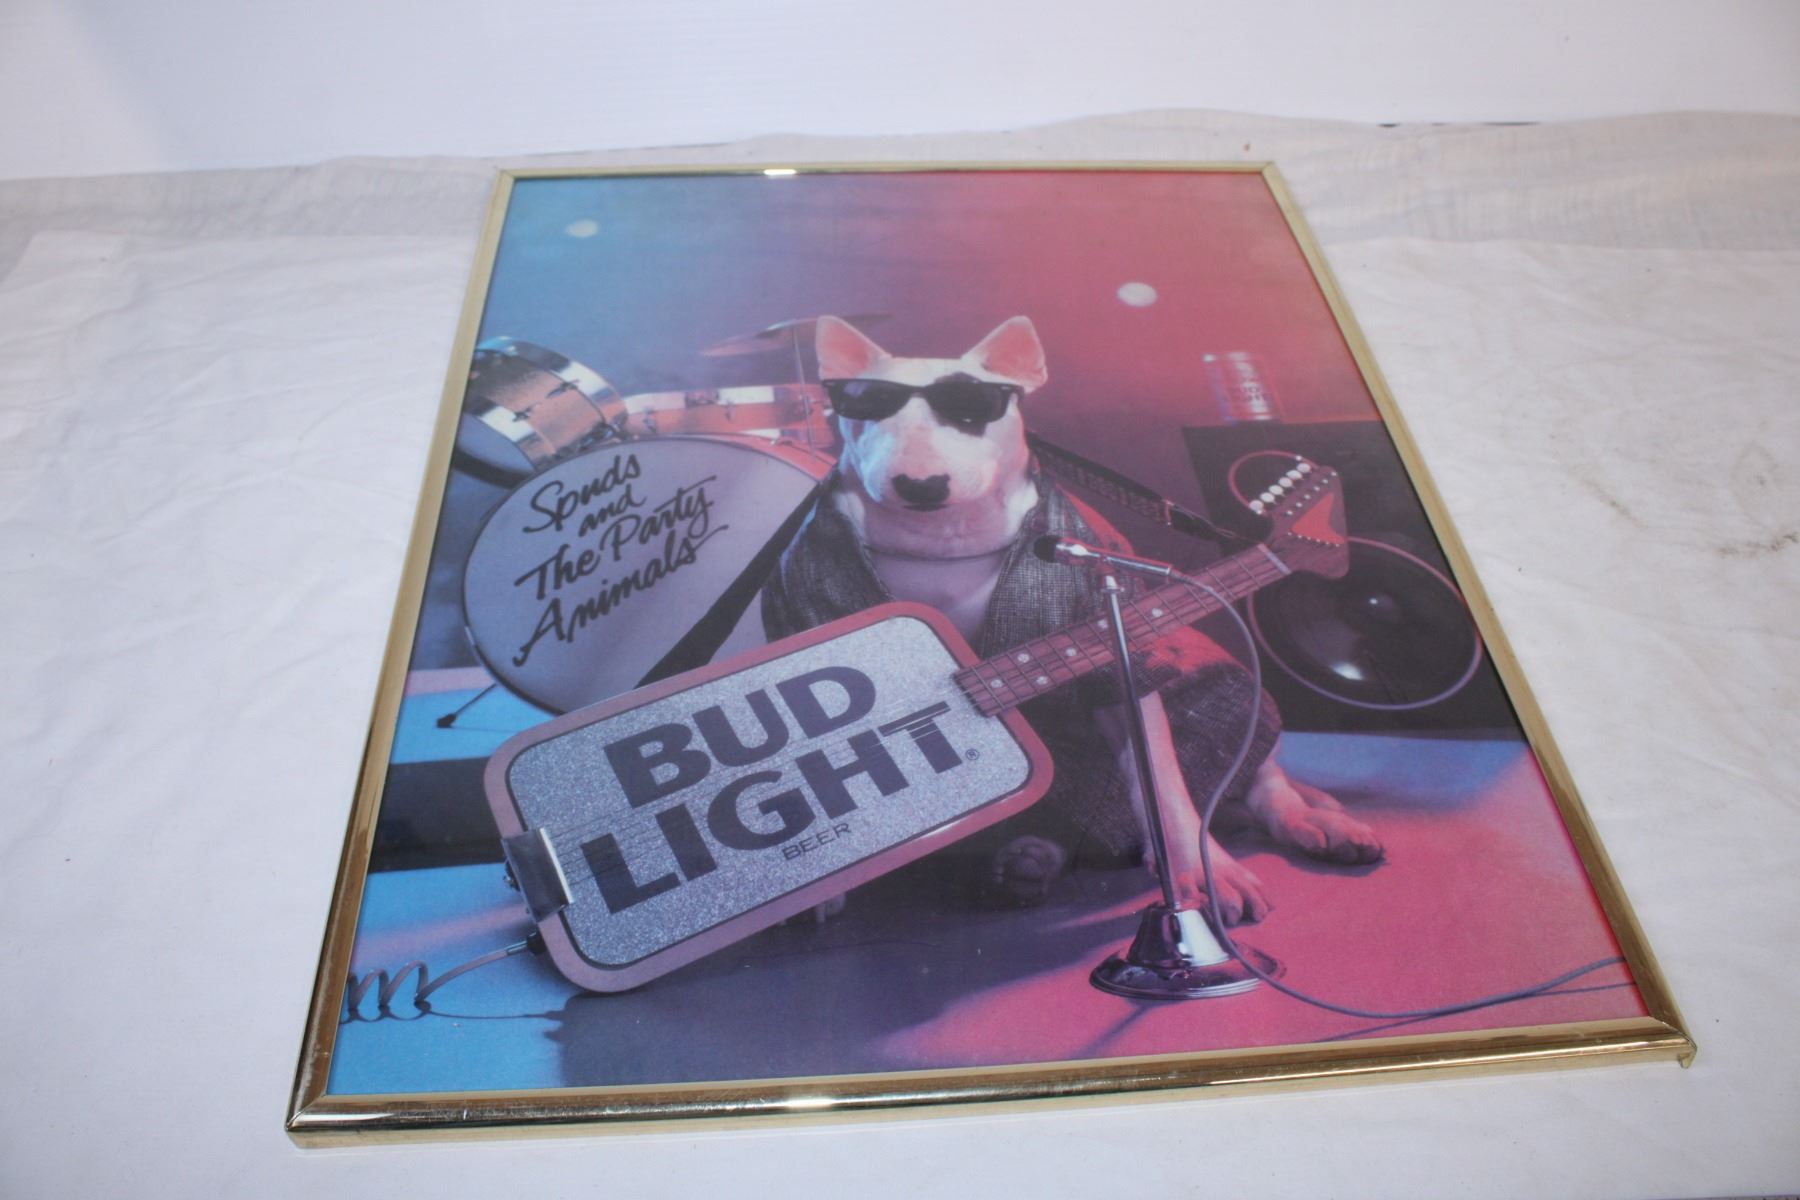 Spuds
and
The Party
Animals
BUD
LIGHT®
BEER